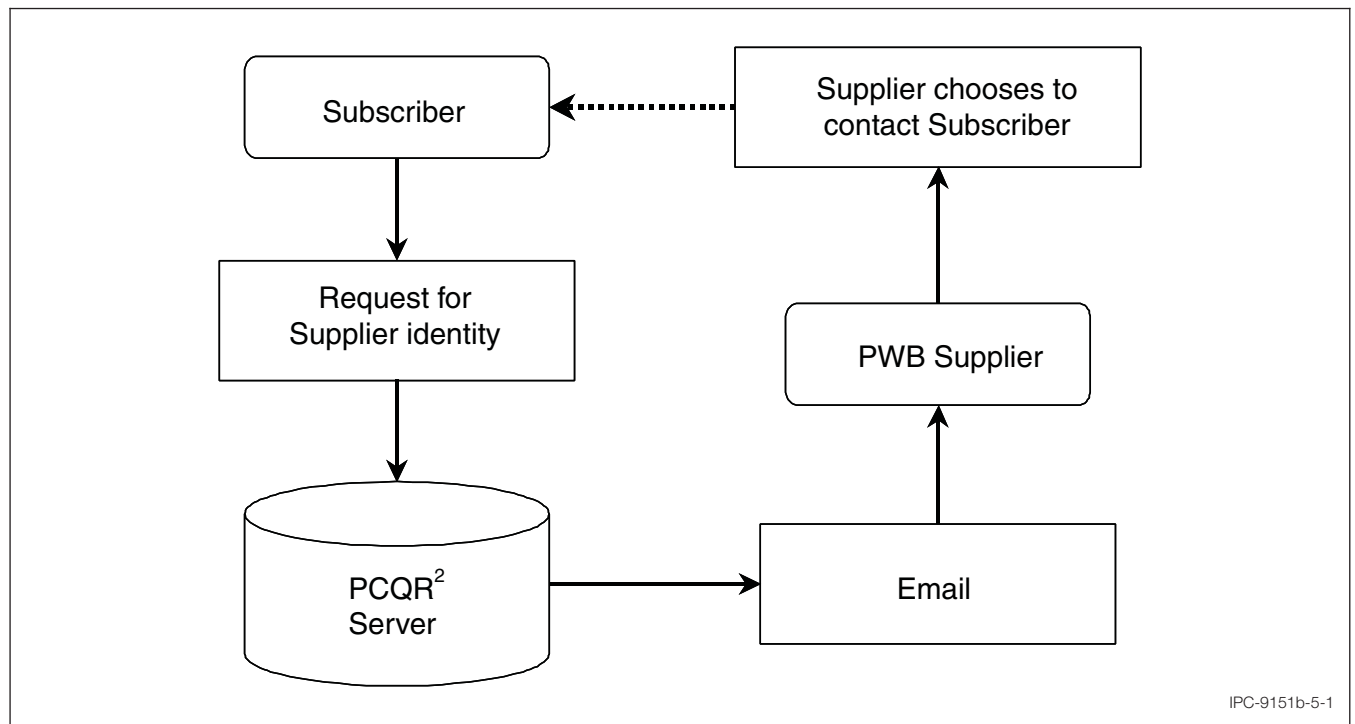 Subscriber
Supplier chooses to
contact Subscriber
Request for
Supplier identity
PWB Supplier
PCQR²
Server
Email
IPC-9151b-5-1